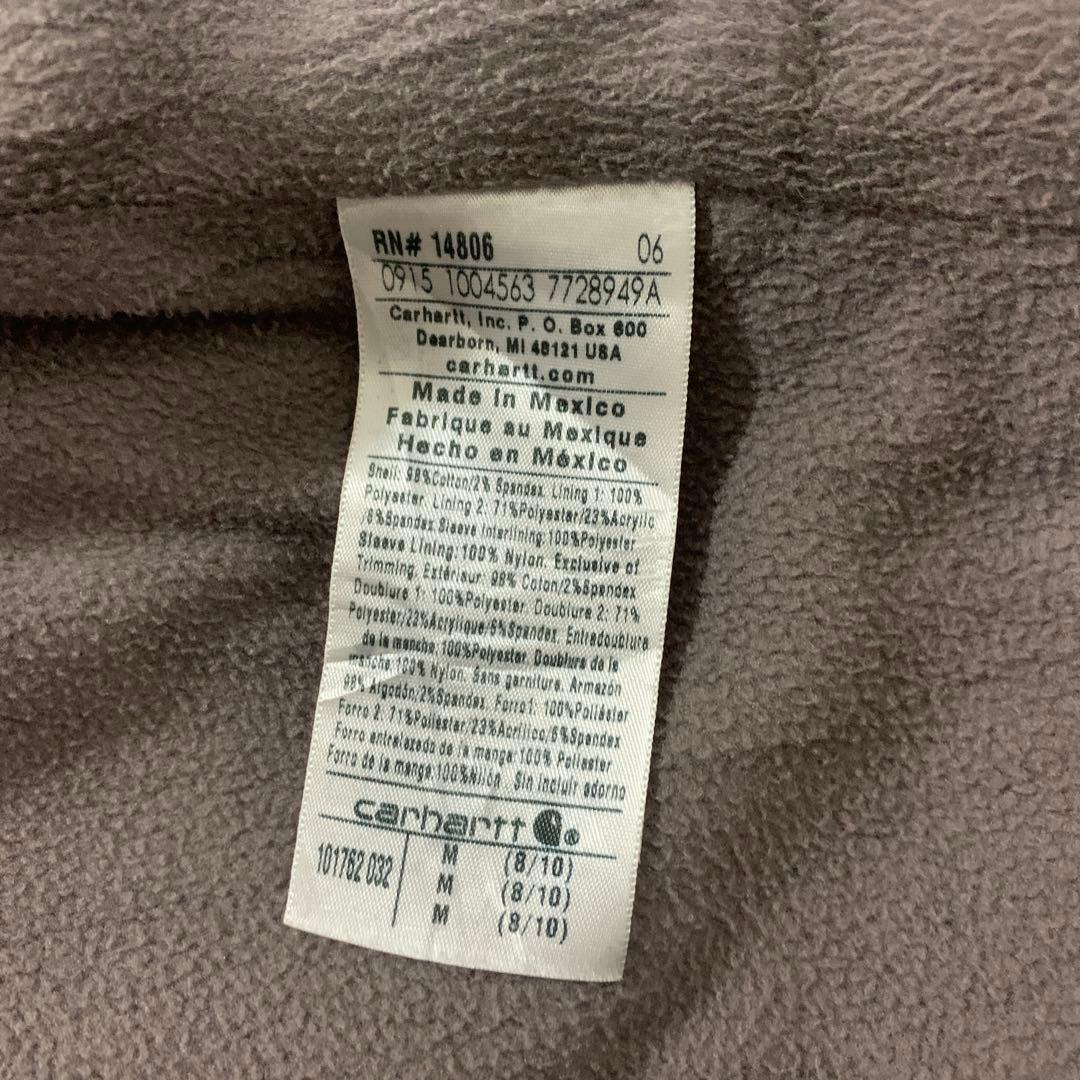 RN# 14806 06
0915 1004563 7728949A
Carhartt, Inc. P. O. Box 600
Dearborn, MI 48121 USA
carhartt.com
Made in Mexico
Fabrique au Mexique
Hecho en México
Shell: 98%Cotton/2% Spandex. Lining 1: 100%
Polyester. Lining 2: 71%Polyester/23%Acrylic
/6%Spandex Sleeve Interlining:100%Polyester
Sleeve Lining:100% Nylon. Exclusive of
Trimming. Extérieur: 98% Coton/2%Spandex
Doublure 1: 100%Polyester. Doublure 2: 71%
Polyester/23%Acrylique/6%Spandex. Entredoublure
de la manche:100%Polyester. Doublure de la
manche:100% Nylon. Sans garniture. Armazón
98% Algodón/2%Spandex. Forro1: 100%Poliéster
Forro 2: 71%Poliester/23%Acrílico/6%Spandex
Forro entrelazado de la manga:100% Poliester
Forro de la manga:100%Nilón. Sin incluir adorno
carhartt ®
101762 032 M (8/10)
M (8/10)
M (8/10)